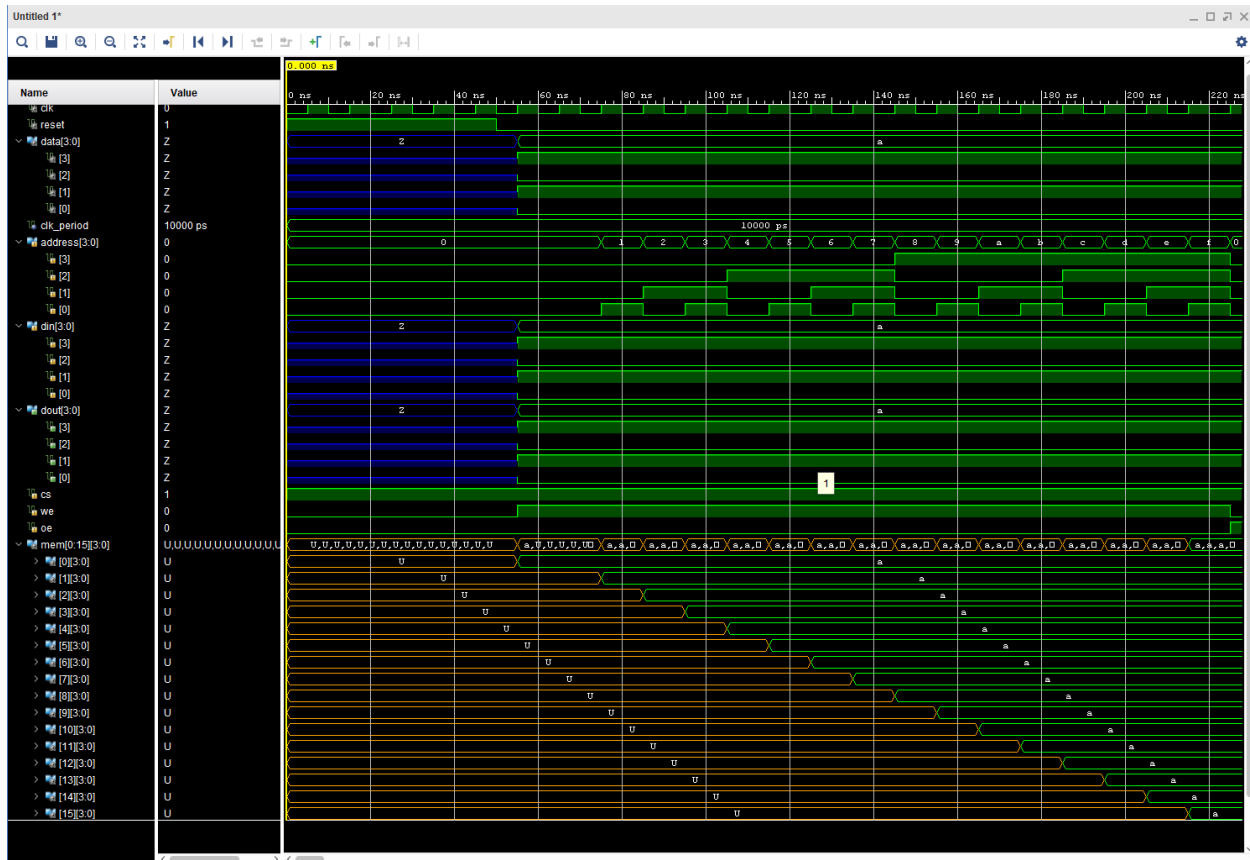 Untitled 1*
0.000 ns
Name Value
0 ns 20 ns 40 ns 60 ns 80 ns 100 ns 120 ns 140 ns 160 ns 180 ns 200 ns 220 ns
clk 0
reset 1
data[3:0] Z Z a
[3] Z
[2] Z
[1] Z
[0] Z
clk_period 10000 ps 10000 ps
address[3:0] 0 0 1 2 3 4 5 6 7 8 9 a b c d e f 0
[3] 0
[2] 0
[1] 0
[0] 0
din[3:0] Z Z a
[3] Z
[2] Z
[1] Z
[0] Z
dout[3:0] Z Z a
[3] Z
[2] Z
[1] Z
[0] Z
1
cs 1
we 0
oe 0
mem[0:15][3:0] U,U,U,U,U,U,U,U,U,U,U,U U,U,U,U,U,U,U,U,U,U,U,U,U,U,U,U a,U,U,U,U a,a, a,a, a,a, a,a, a,a, a,a, a,a, a,a, a,a, a,a, a,a, a,a, a,a, a,a, a,a,a,
[0][3:0] U U a
[1][3:0] U U a
[2][3:0] U U a
[3][3:0] U U a
[4][3:0] U U a
[5][3:0] U U a
[6][3:0] U U a
[7][3:0] U U a
[8][3:0] U U a
[9][3:0] U U a
[10][3:0] U U a
[11][3:0] U U a
[12][3:0] U U a
[13][3:0] U U a
[14][3:0] U U a
[15][3:0] U U a